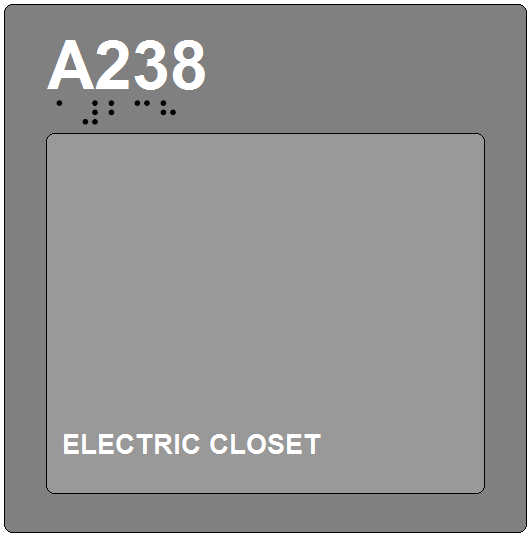 A238
⠁⠼⠃⠉⠓
ELECTRIC CLOSET